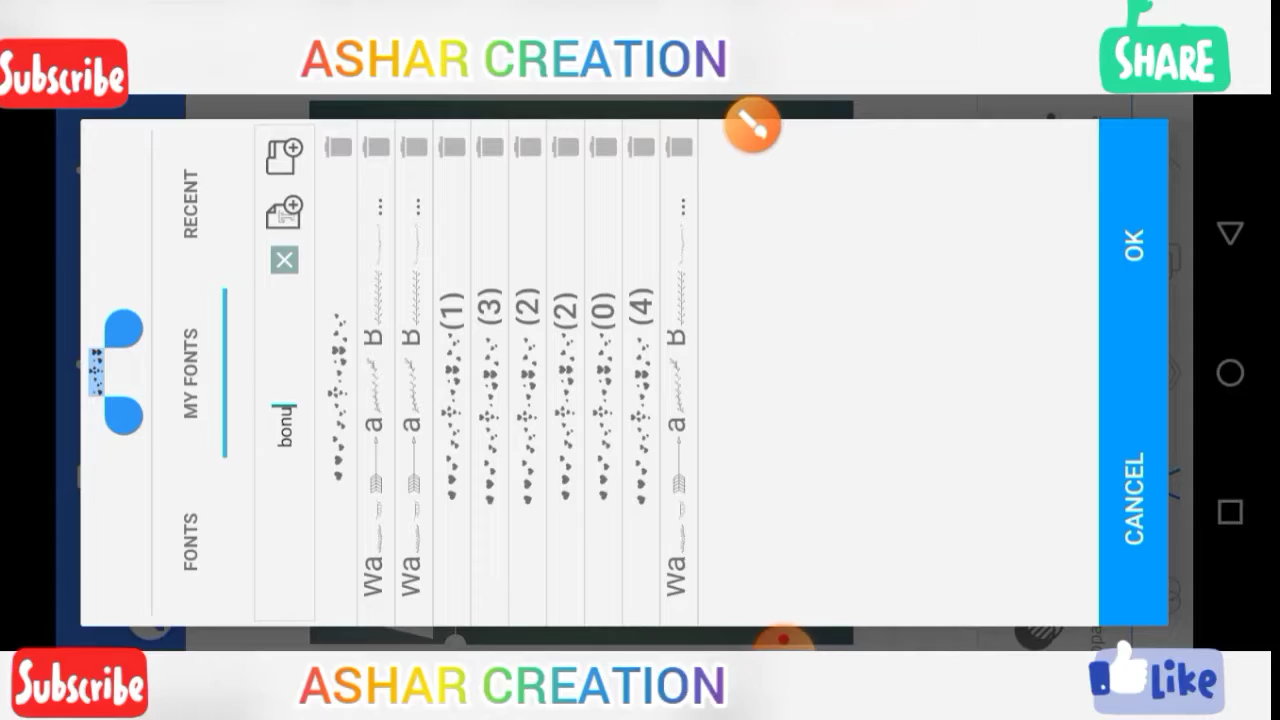 Subscribe
ASHAR CREATION
SHARE
FONTS
MY FONTS
RECENT
bonu
Wa a B ...
Wa a B ...
(1)
(3)
(2)
(2)
(0)
(4)
Wa a B ...
CANCEL
OK
Subscribe
ASHAR CREATION
Like